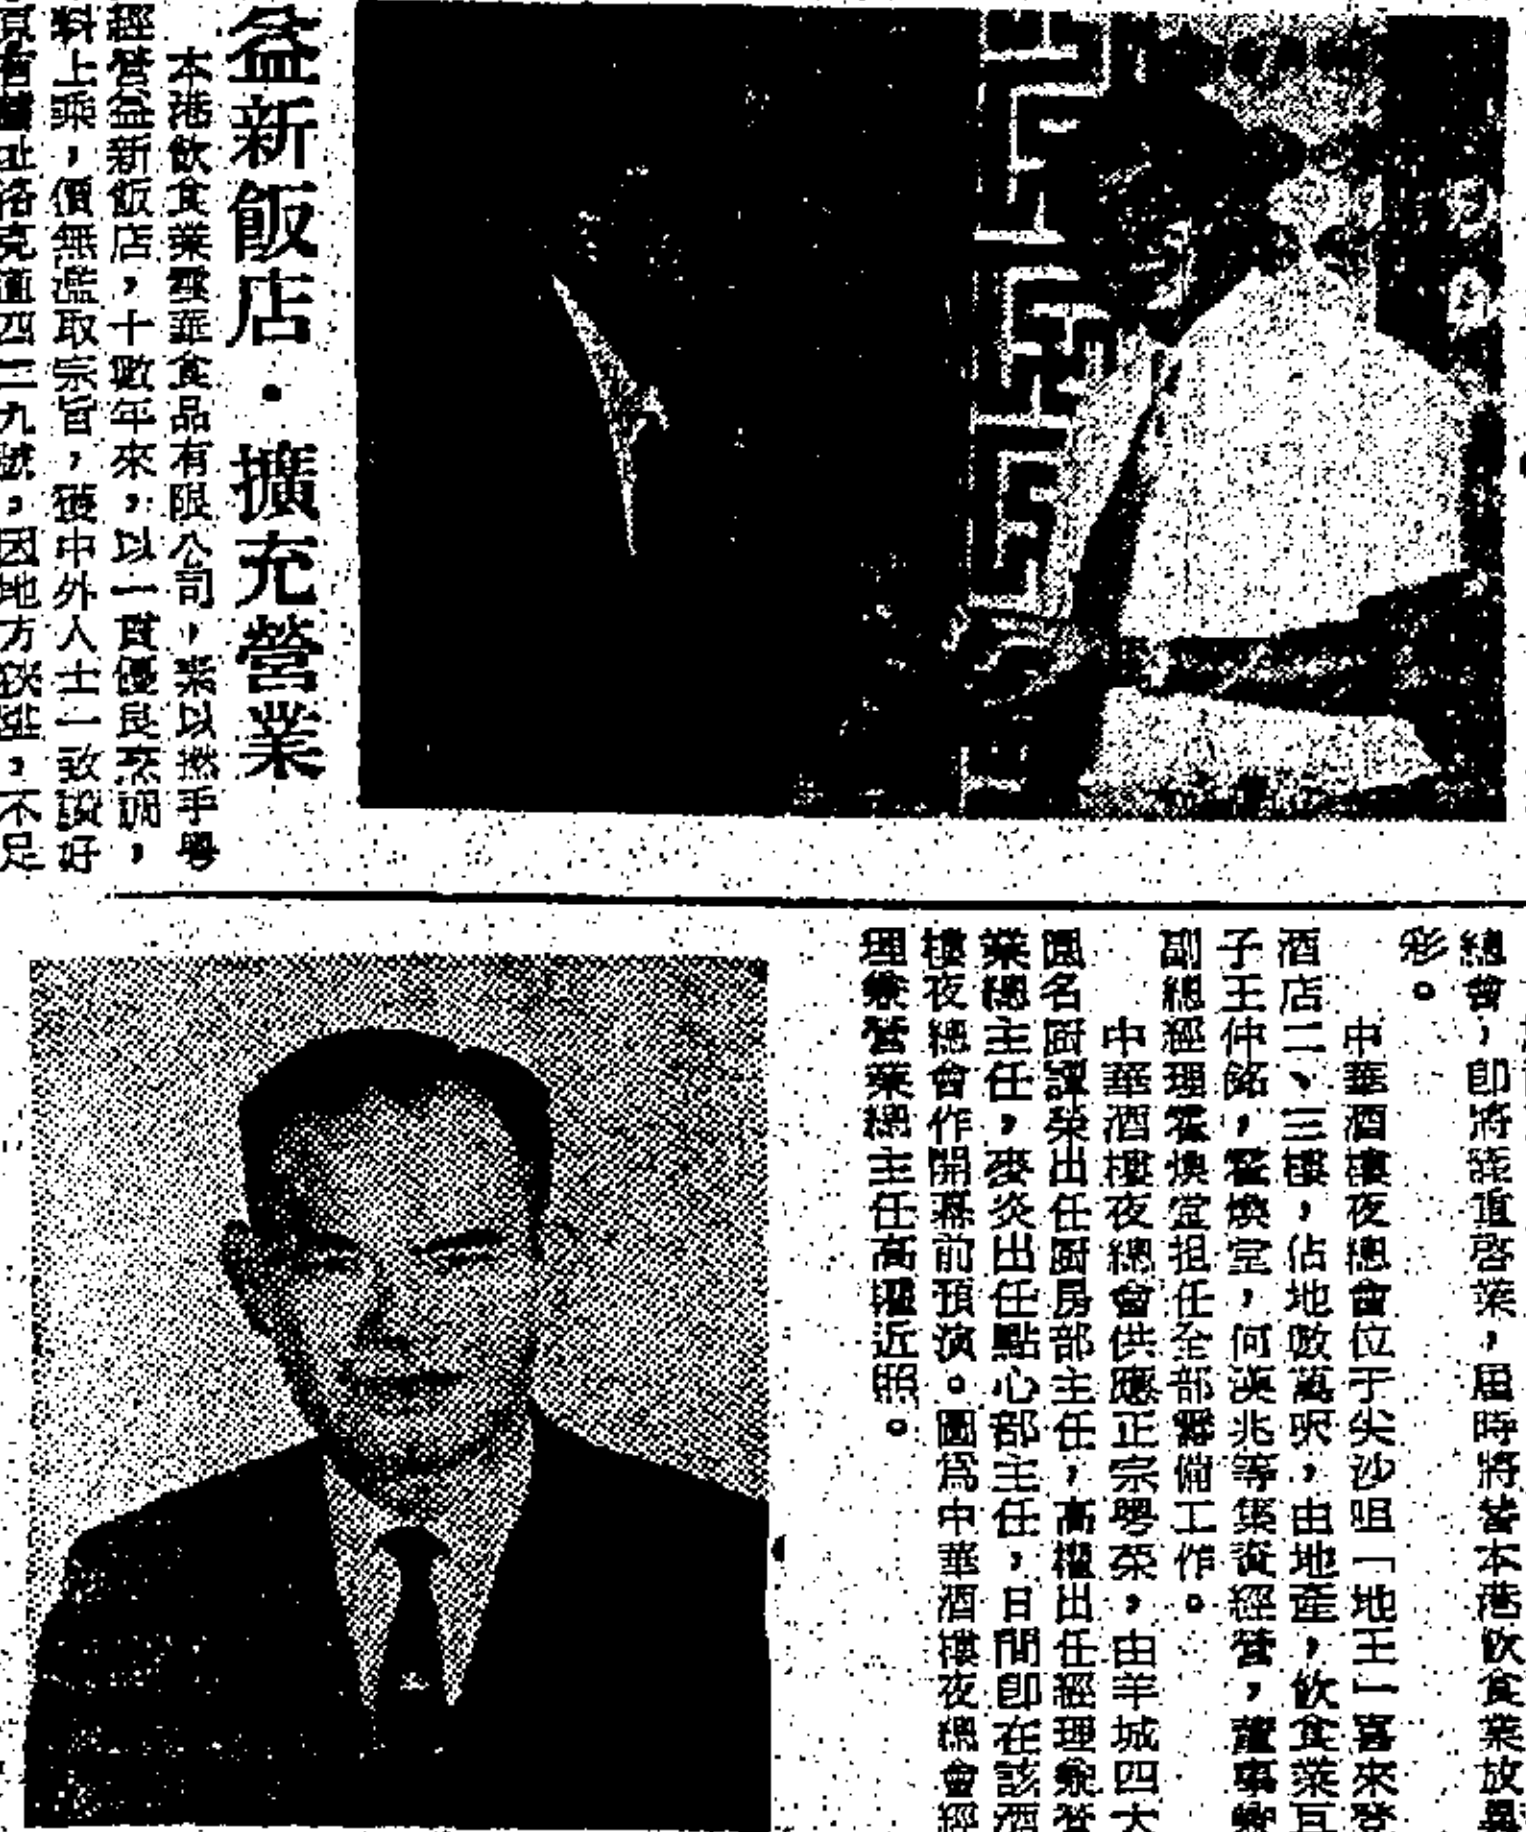 益新飯店·擴充營業
本港飲食業雙華食品有限公司，素以撚手粵
經營益新飯店，十數年來，以一貫優良烹調，
料上乘，價無濫取宗旨，獲中外人士一致讚好
原有舊址洛克道四二九號，因地方狹窄，不足
總會，即將 啓業，屆時將替本港飲食業放異
彩。
中華酒樓夜總會位于尖沙咀「地王一喜來登
酒店二、三樓，佔地數萬呎，由地產，飲食業
子王仲銘，霍煥堂，何漢兆等集資經營，董事
副總經理霍煥堂担任全部籌備工作。
中華酒樓夜總會供應正宗粵菜，由羊城四大
園名厨譚榮出任厨房部主任，高權出任經理兼營
業總主任，麥炎出任點心部主任，日間即在該酒
樓夜總會作開幕前預演。圖爲中華酒樓夜總會經
理兼營業總主任高權近照。